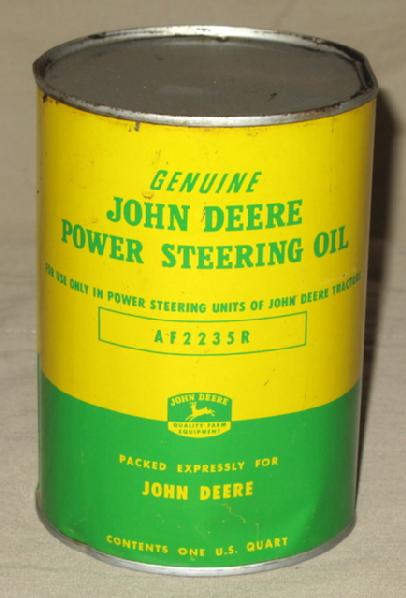 GENUINE
JOHN DEERE
POWER STEERING OIL
FOR USE ONLY IN POWER STEERING UNITS OF JOHN DEERE TRACTORS
AF2235R
JOHN DEERE
QUALITY FARM
EQUIPMENT
PACKED EXPRESSLY FOR
JOHN DEERE
CONTENTS ONE U.S. QUART